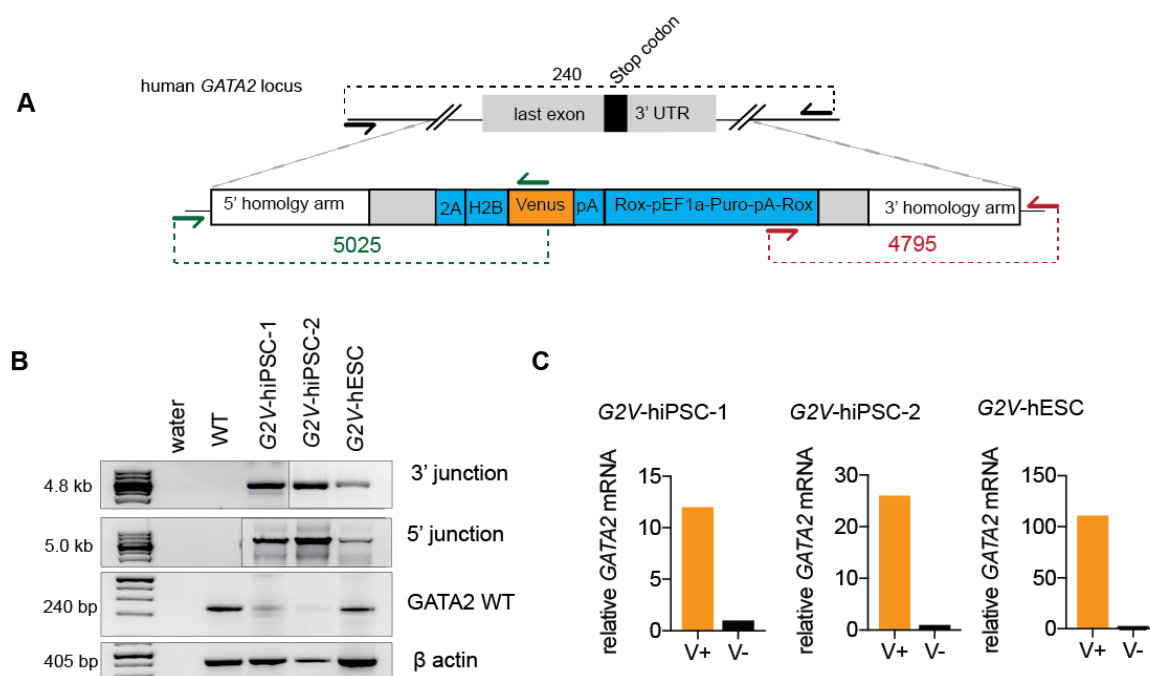 A
human GATA2 locus
240
Stop codon
last exon
3' UTR
5' homolgy arm
2A
H2B
Venus
pA
Rox-pEF1a-Puro-pA-Rox
3' homology arm
5025
4795
B
water
WT
G2V-hiPSC-1
G2V-hiPSC-2
G2V-hESC
4.8 kb
3' junction
5.0 kb
5' junction
240 bp
GATA2 WT
405 bp
β actin
C
G2V-hiPSC-1
relative GATA2 mRNA
15
10
5
0
V+ V-
G2V-hiPSC-2
relative GATA2 mRNA
30
20
10
0
V+ V-
G2V-hESC
relative GATA2 mRNA
150
100
50
0
V+ V-